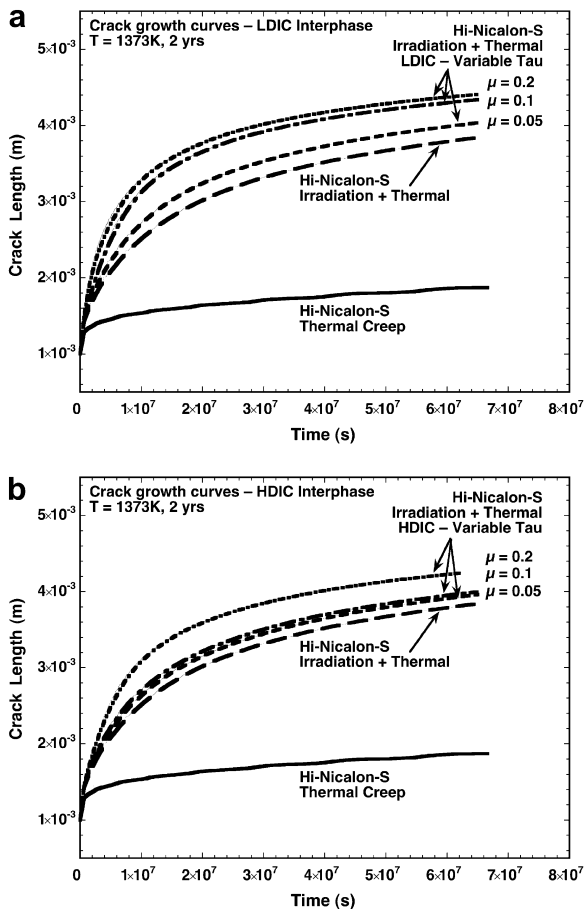 a
Crack growth curves – LDIC Interphase
T = 1373K, 2 yrs
Hi-Nicalon-S
Irradiation + Thermal
LDIC – Variable Tau
μ = 0.2
μ = 0.1
μ = 0.05
Hi-Nicalon-S
Irradiation + Thermal
Hi-Nicalon-S
Thermal Creep
5×10⁻³
4×10⁻³
3×10⁻³
2×10⁻³
1×10⁻³
Crack Length (m)
0 1×10⁷ 2×10⁷ 3×10⁷ 4×10⁷ 5×10⁷ 6×10⁷ 7×10⁷ 8×10⁷
Time (s)
b
Crack growth curves – HDIC Interphase
T = 1373K, 2 yrs
Hi-Nicalon-S
Irradiation + Thermal
HDIC – Variable Tau
μ = 0.2
μ = 0.1
μ = 0.05
Hi-Nicalon-S
Irradiation + Thermal
Hi-Nicalon-S
Thermal Creep
5×10⁻³
4×10⁻³
3×10⁻³
2×10⁻³
1×10⁻³
Crack Length (m)
0 1×10⁷ 2×10⁷ 3×10⁷ 4×10⁷ 5×10⁷ 6×10⁷ 7×10⁷ 8×10⁷
Time (s)